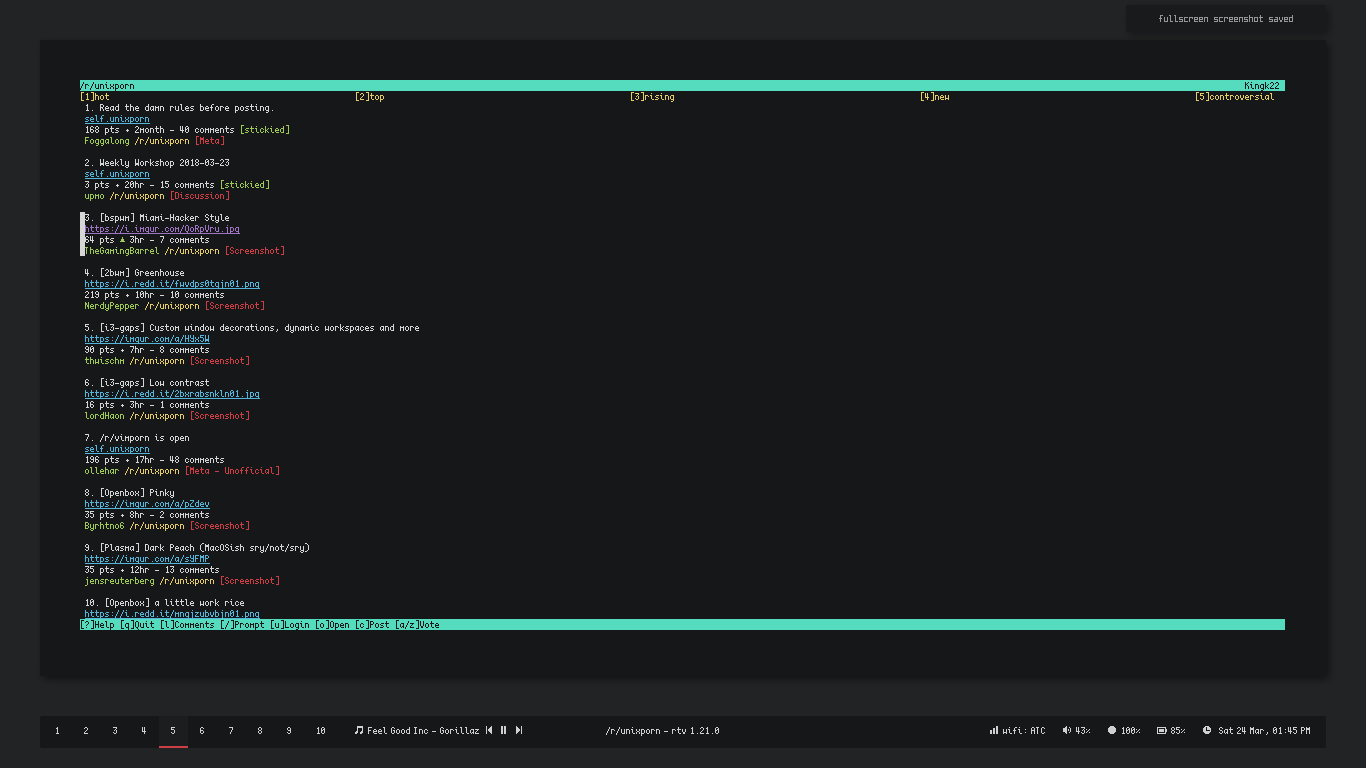 fullscreen screenshot saved
/r/unixporn Kingk22
[1]hot [2]top [3]rising [4]new [5]controversial
1. Read the damn rules before posting.
self.unixporn
168 pts • 2month - 40 comments [stickied]
Foggalong /r/unixporn [Meta]
2. Weekly Workshop 2018-03-23
self.unixporn
3 pts • 20hr - 15 comments [stickied]
upmo /r/unixporn [Discussion]
3. [bspwm] Miami-Hacker Style
https://i.imgur.com/QoRpVru.jpg
64 pts ▲ 3hr - 7 comments
TheGamingBarrel /r/unixporn [Screenshot]
4. [2bwm] Greenhouse
https://i.redd.it/fwvdps0tqjn01.png
219 pts • 10hr - 10 comments
NerdyPepper /r/unixporn [Screenshot]
5. [i3-gaps] Custom window decorations, dynamic workspaces and more
https://imgur.com/a/HYx5W
90 pts • 7hr - 8 comments
thwischm /r/unixporn [Screenshot]
6. [i3-gaps] Low contrast
https://i.redd.it/2bxrabsnkln01.jpg
16 pts • 3hr - 1 comments
lordHaon /r/unixporn [Screenshot]
7. /r/vimporn is open
self.unixporn
196 pts • 17hr - 48 comments
ollehar /r/unixporn [Meta - Unofficial]
8. [Openbox] Pinky
https://imgur.com/a/pZdev
35 pts • 8hr - 2 comments
Byrhtno6 /r/unixporn [Screenshot]
9. [Plasma] Dark Peach (MacOSish sry/not/sry)
https://imgur.com/a/sYFMP
35 pts • 12hr - 13 comments
jensreuterberg /r/unixporn [Screenshot]
10. [Openbox] a little work rice
https://i.redd.it/mnqjzubvbjn01.png
[?]Help [q]Quit [l]Comments [/]Prompt [u]Login [o]Open [c]Post [a/z]Vote
1 2 3 4 5 6 7 8 9 10 Feel Good Inc - Gorillaz /r/unixporn - rtv 1.21.0 wifi: ATC 43% 100% 85% Sat 24 Mar, 01:45 PM